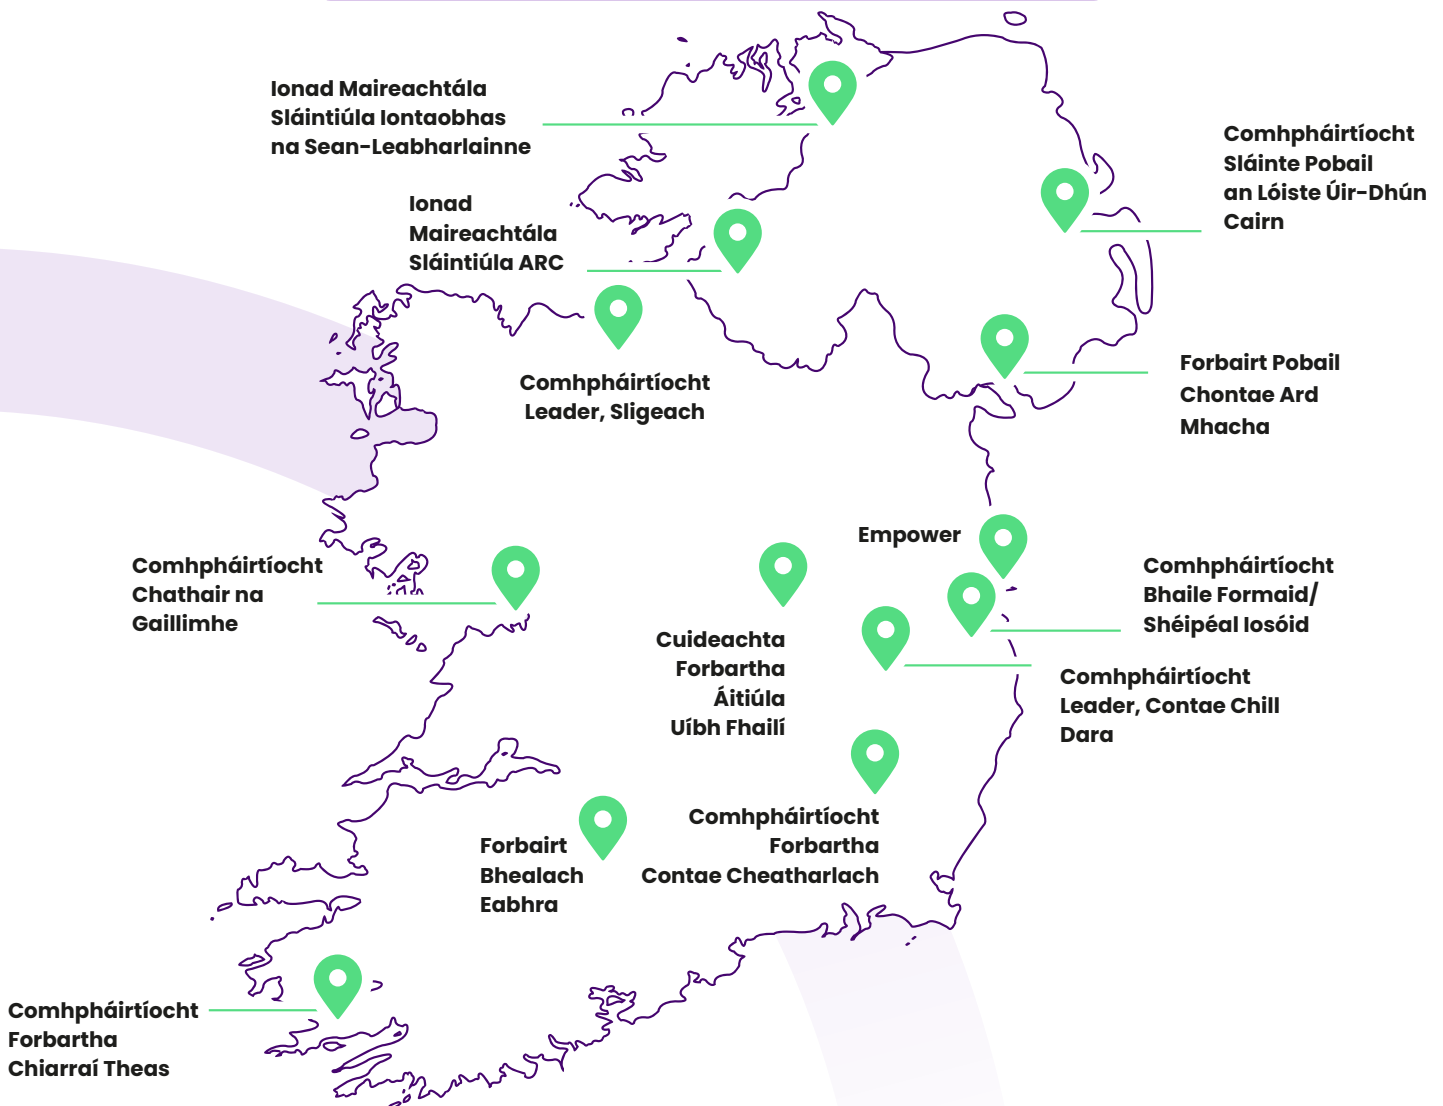 Ionad Maireachtála
Sláintiúla Iontaobhas
na Sean-Leabharlainne
Comhpháirtíocht
Sláinte Pobail
an Lóiste Úir-Dhún
Cairn
Ionad
Maireachtála
Sláintiúla ARC
Comhpháirtíocht
Leader, Sligeach
Forbairt Pobail
Chontae Ard
Mhacha
Empower
Comhpháirtíocht
Chathair na
Gaillimhe
Comhpháirtíocht
Bhaile Formaid/
Shéipéal Iosóid
Cuideachta
Forbartha
Áitiúla
Uíbh Fhailí
Comhpháirtíocht
Leader, Contae Chill
Dara
Comhpháirtíocht
Forbartha
Contae Cheatharlach
Forbairt
Bhealach
Eabhra
Comhpháirtíocht
Forbartha
Chiarraí Theas